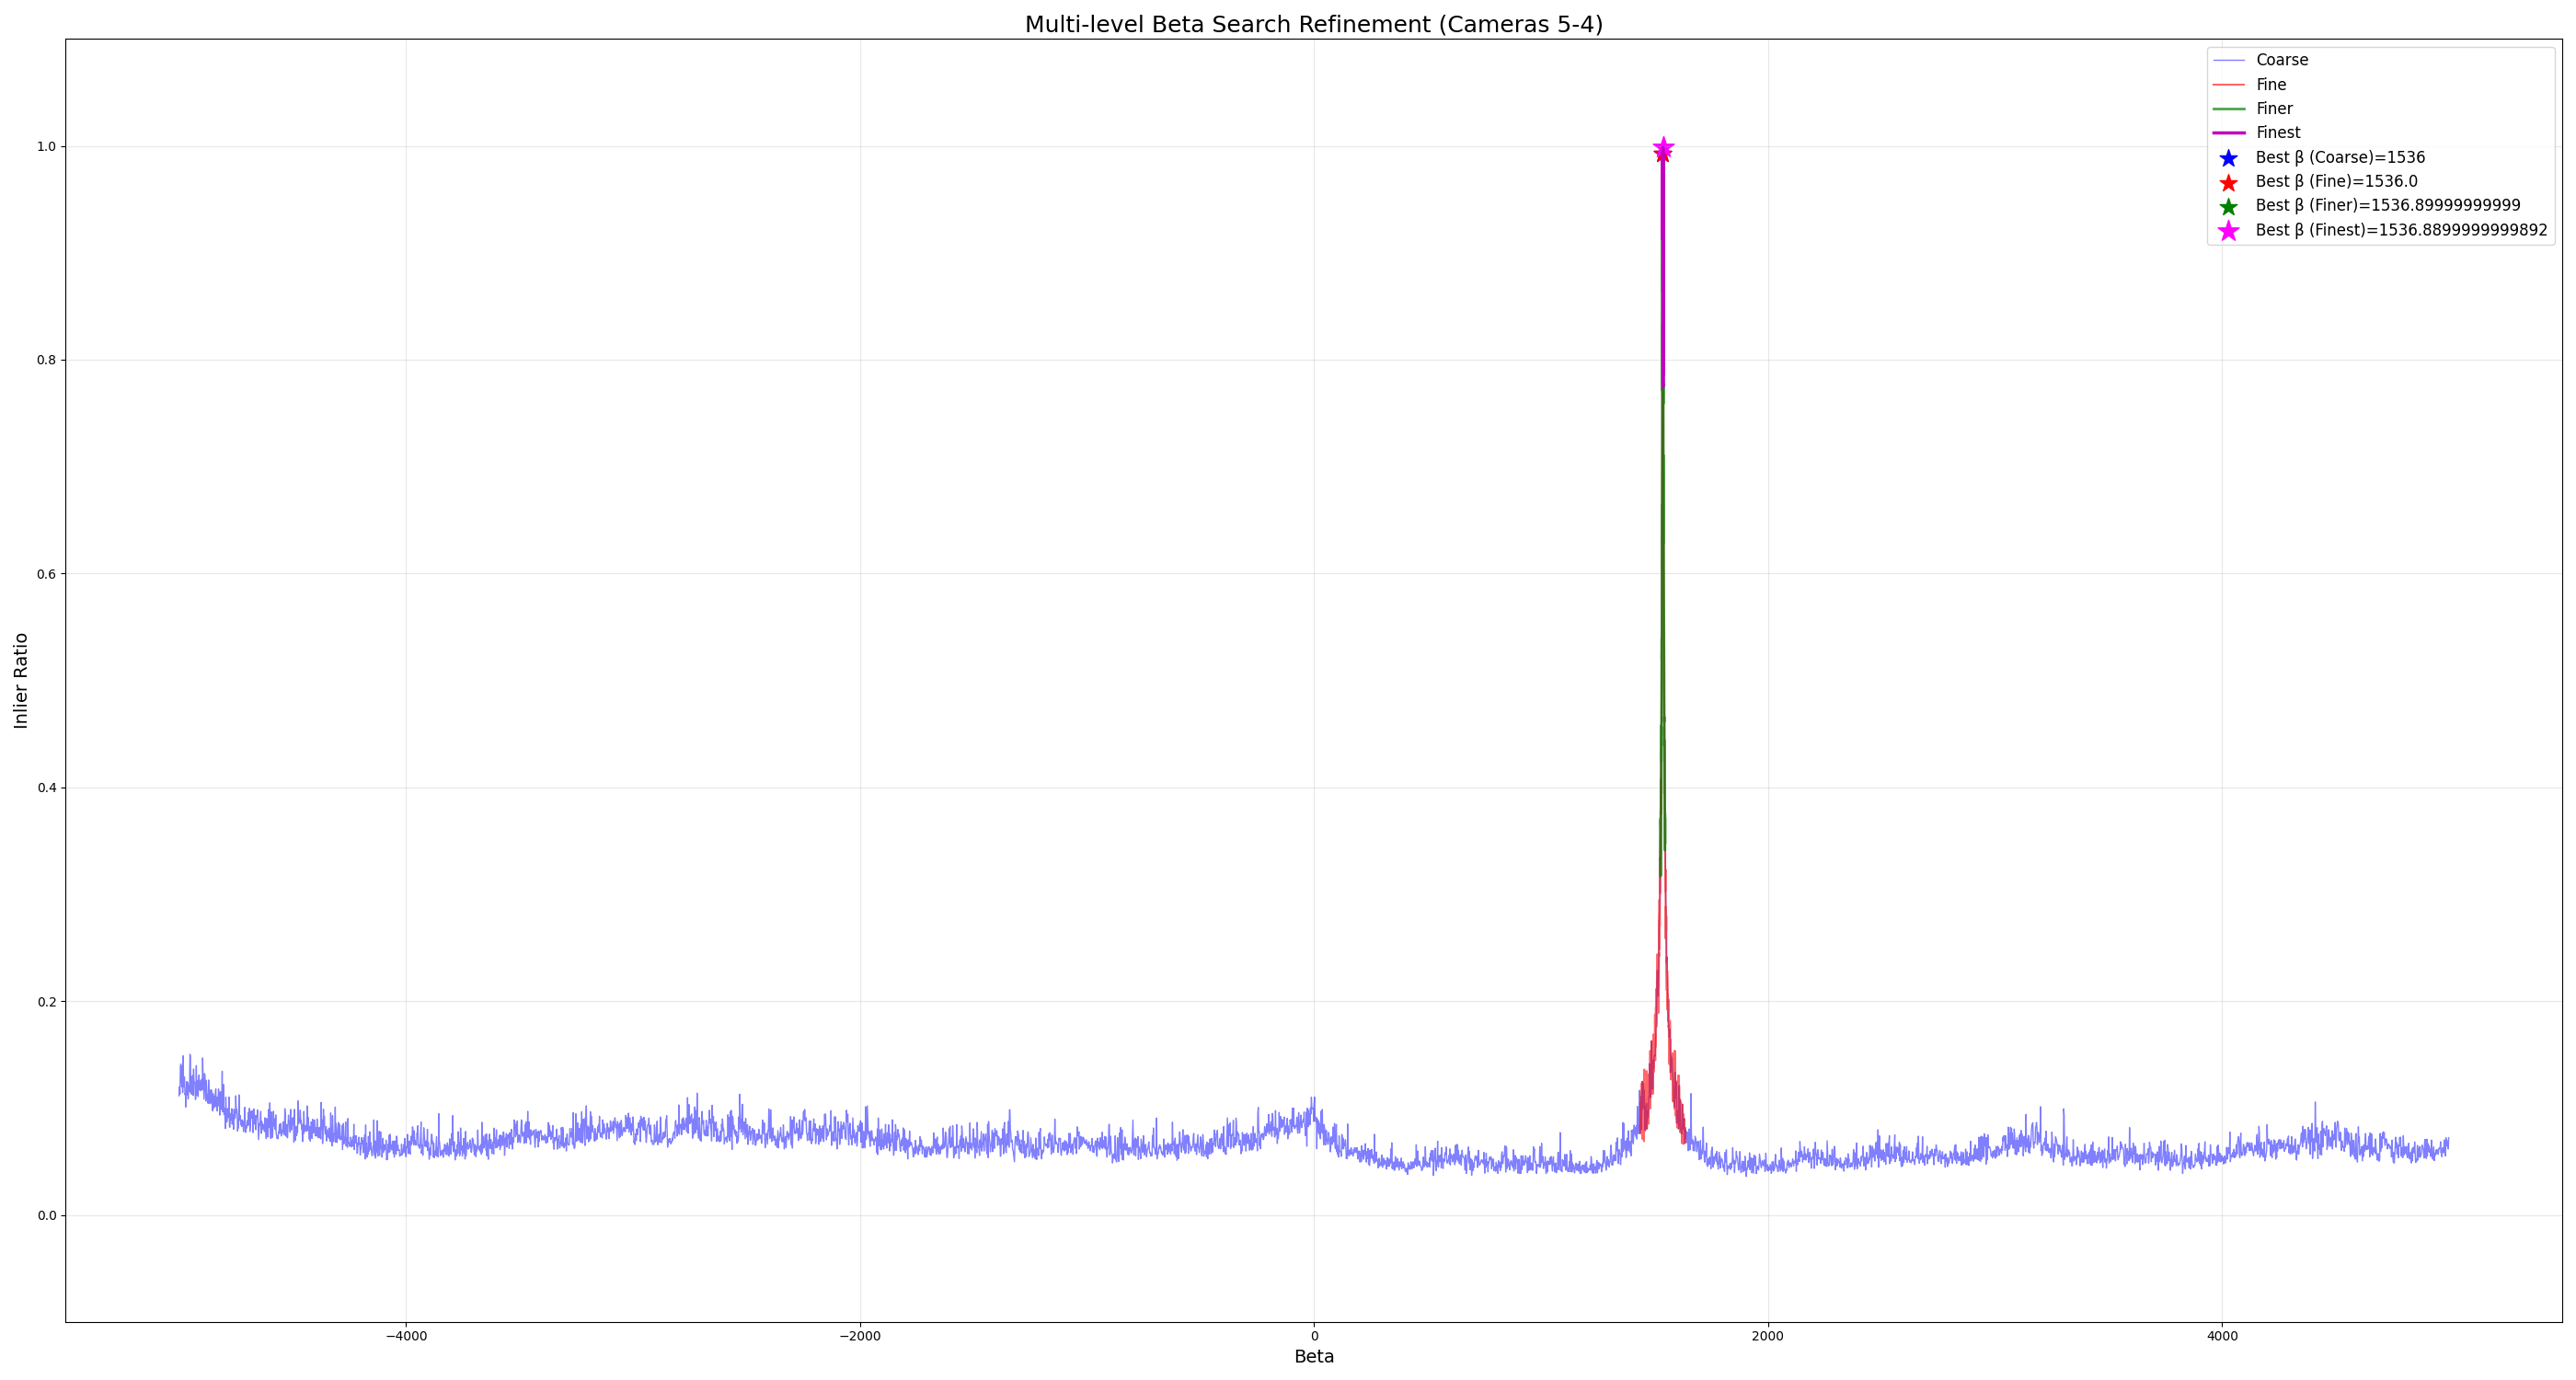 Multi-level Beta Search Refinement (Cameras 5-4)
Coarse
Fine
Finer
Finest
Best β (Coarse)=1536
Best β (Fine)=1536.0
Best β (Finer)=1536.89999999999
Best β (Finest)=1536.8899999999892
Inlier Ratio
1.0
0.8
0.6
0.4
0.2
0.0
−4000
−2000
0
2000
4000
Beta